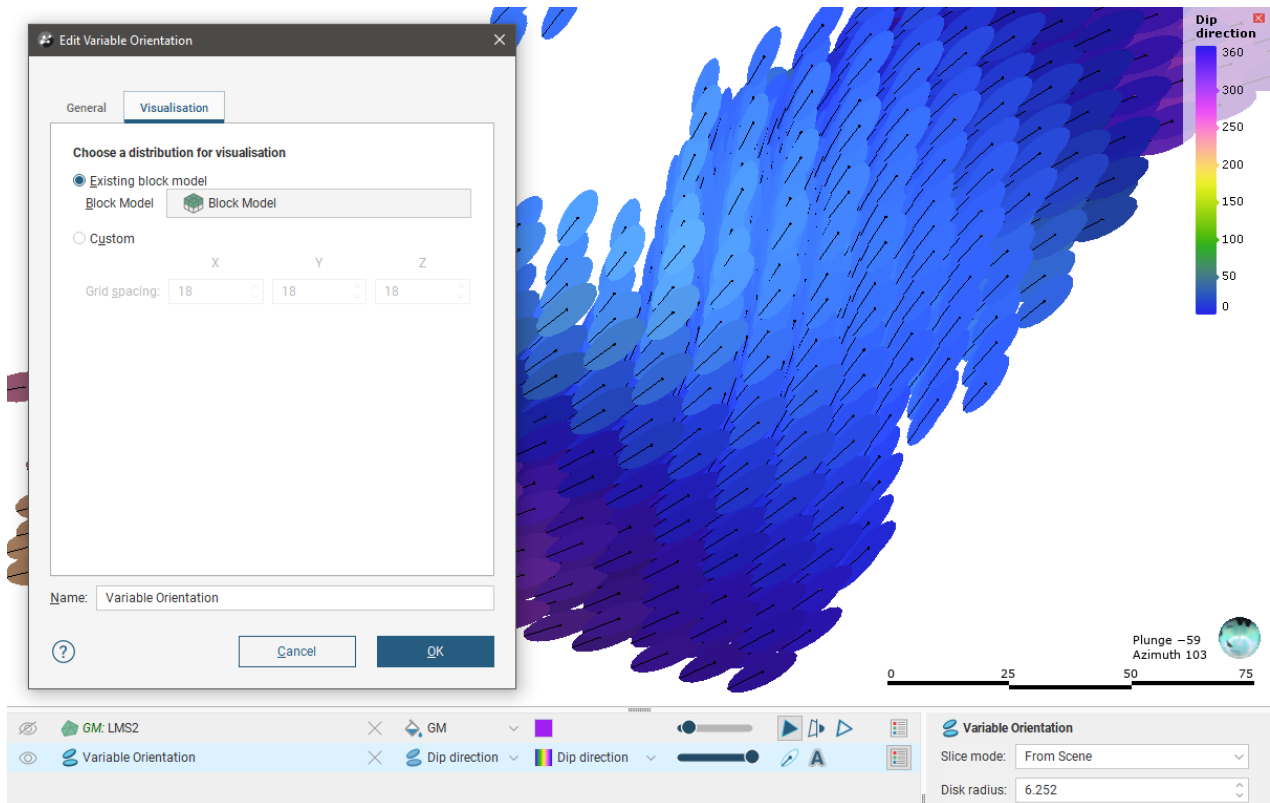 Edit Variable Orientation
General
Visualisation
Choose a distribution for visualisation
Existing block model
Block Model
Block Model
Custom
X Y Z
Grid spacing: 18 18 18
Name: Variable Orientation
?
Cancel
OK
Dip
direction
360
300
250
200
150
100
50
0
Plunge −59
Azimuth 103
0 25 50 75
GM: LMS2
GM
Variable Orientation
Dip direction
Dip direction
A
Variable Orientation
Slice mode: From Scene
Disk radius: 6.252